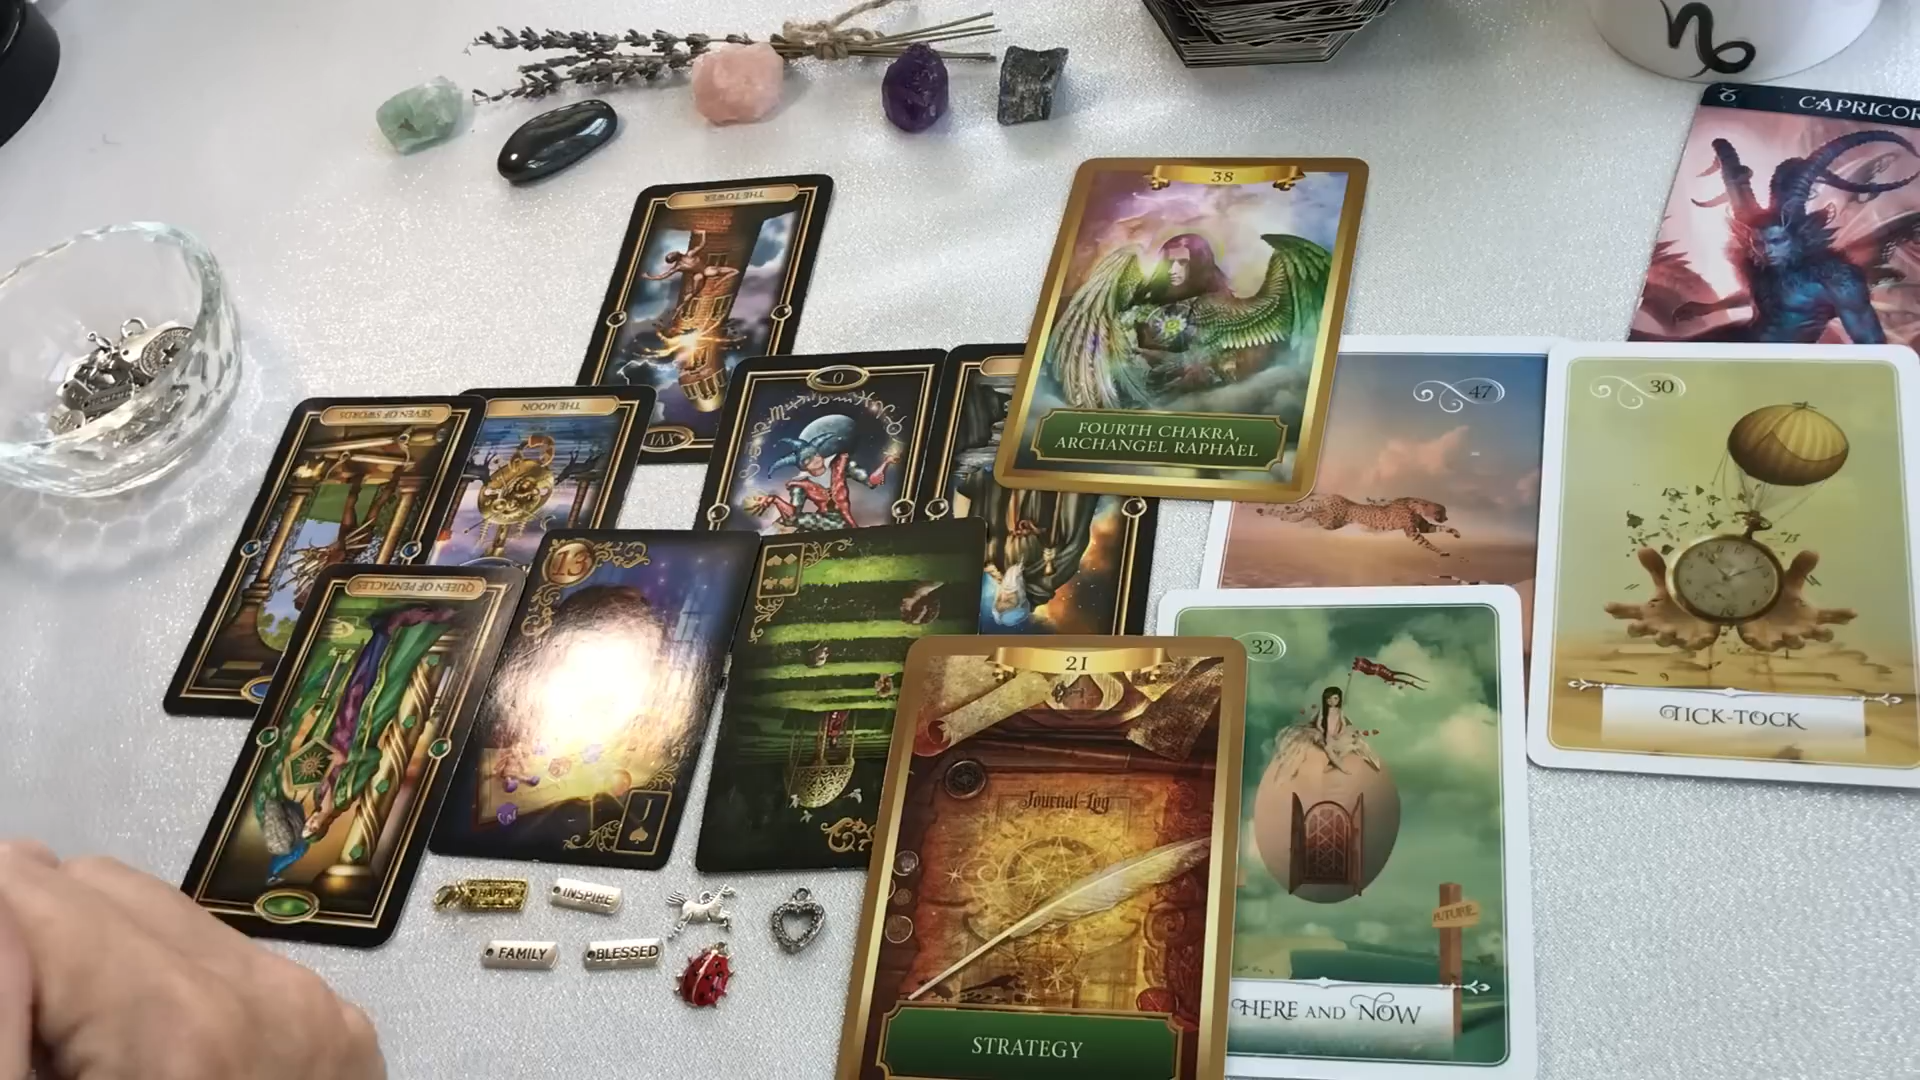 CAPRICOR
THE TOWER
XVI
38
FOURTH CHAKRA,
ARCHANGEL RAPHAEL
0
47
30
TICK-TOCK
SEVEN OF SWORDS
THE MOON
QUEEN OF PENTACLES
13
J
21
Journal-Log
STRATEGY
32
FUTURE
HERE AND NOW
HAPPY
INSPIRE
FAMILY
BLESSED